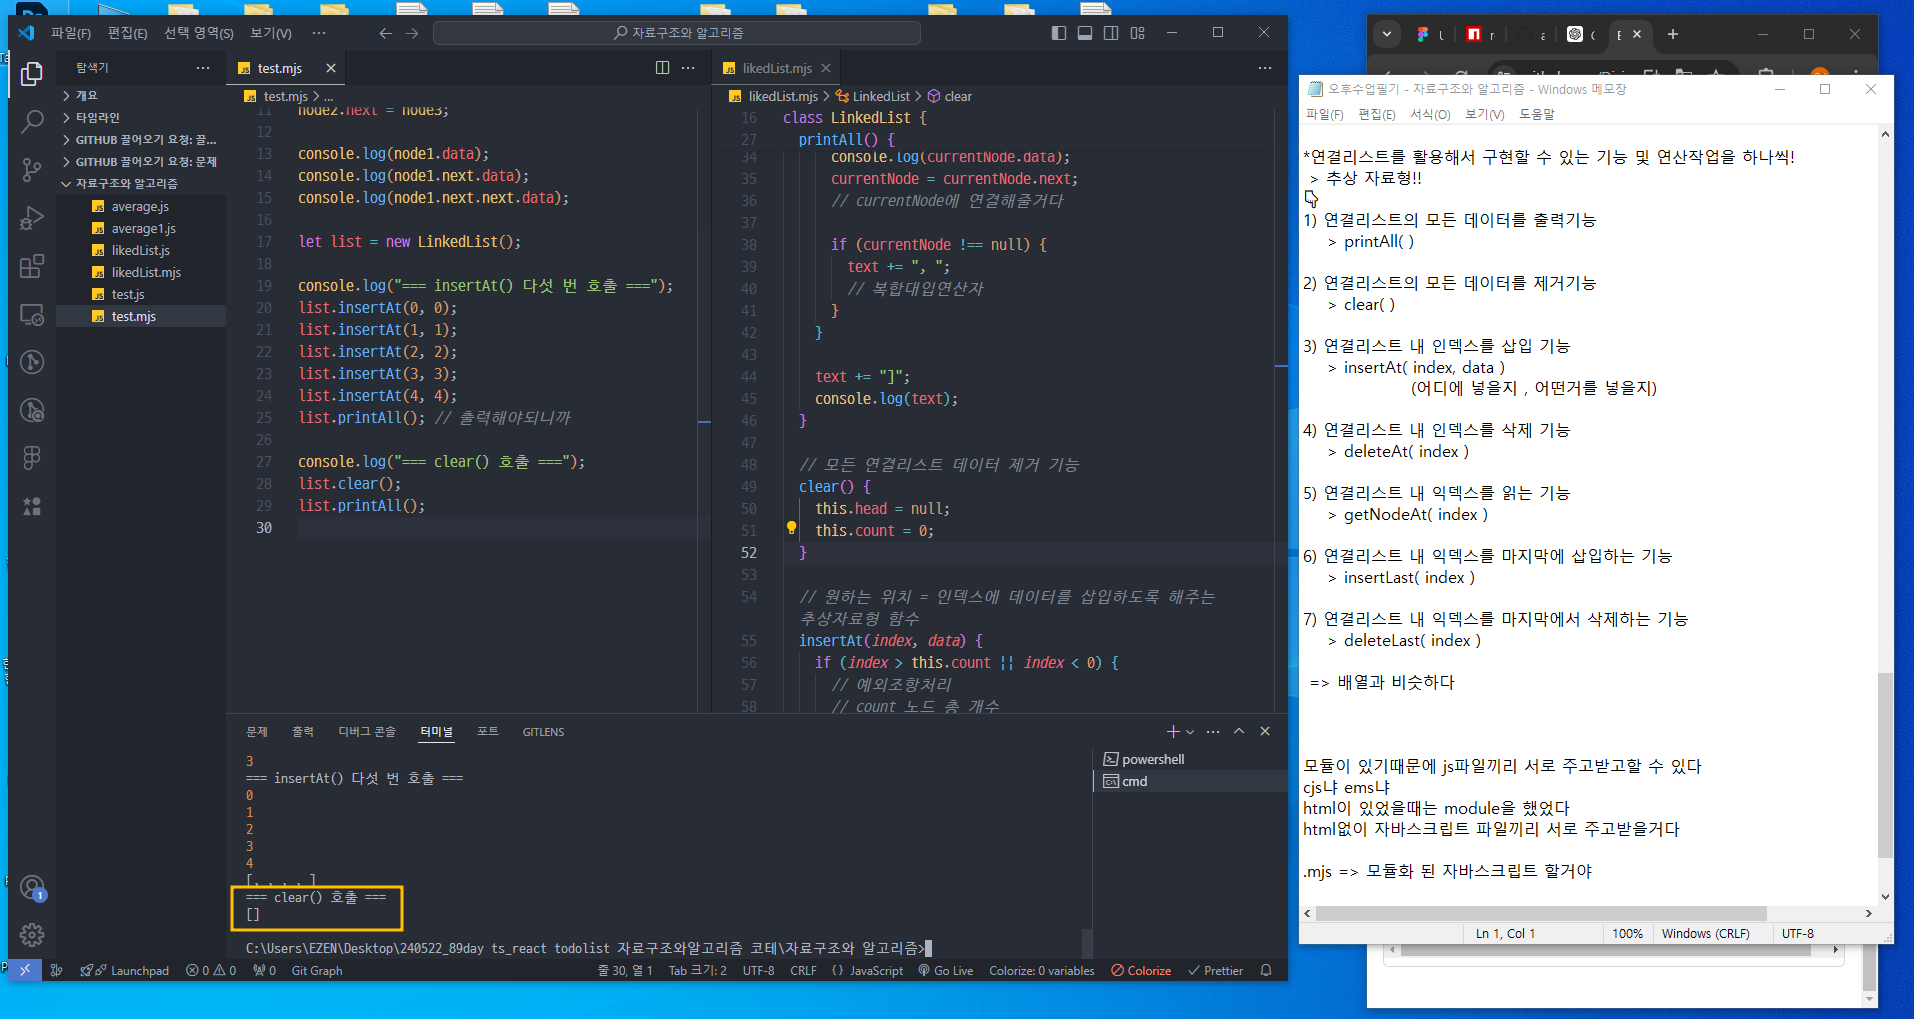 파일(F) 편집(E) 선택 영역(S) 보기(V) ··· 자료구조와 알고리즘
탐색기 ···
개요
타임라인
GITHUB 끌어오기 요청: 끌...
GITHUB 끌어오기 요청: 문제
자료구조와 알고리즘
average.js
average1.js
likedList.js
likedList.mjs
test.js
test.mjs
test.mjs
test.mjs > ...
11 node2.next = node3;
12
13 console.log(node1.data);
14 console.log(node1.next.data);
15 console.log(node1.next.next.data);
16
17 let list = new LinkedList();
18
19 console.log("=== insertAt() 다섯 번 호출 ===");
20 list.insertAt(0, 0);
21 list.insertAt(1, 1);
22 list.insertAt(2, 2);
23 list.insertAt(3, 3);
24 list.insertAt(4, 4);
25 list.printAll(); // 출력해야되니까
26
27 console.log("=== clear() 호출 ===");
28 list.clear();
29 list.printAll();
30
likedList.mjs
likedList.mjs > LinkedList > clear
16 class LinkedList {
27 printAll() {
34 console.log(currentNode.data);
35 currentNode = currentNode.next;
36 // currentNode에 연결해줄거다
37
38 if (currentNode !== null) {
39 text += ", ";
40 // 복합대입연산자
41 }
42 }
43
44 text += "]";
45 console.log(text);
46 }
47
48 // 모든 연결리스트 데이터 제거 기능
49 clear() {
50 this.head = null;
51 this.count = 0;
52 }
53
54 // 원하는 위치 = 인덱스에 데이터를 삽입하도록 해주는
추상자료형 함수
55 insertAt(index, data) {
56 if (index > this.count || index < 0) {
57 // 예외조항처리
58 // count 노드 총 개수
문제 출력 디버그 콘솔 터미널 포트 GITLENS
3
=== insertAt() 다섯 번 호출 ===
0
1
2
3
4
[, , , , ]
=== clear() 호출 ===
[]
C:\Users\EZEN\Desktop\240522_89day ts_react todolist 자료구조와알고리즘 코테\자료구조와 알고리즘>
powershell
cmd
1
Launchpad 0 0 0 Git Graph 줄 30, 열 1 Tab 크기: 2 UTF-8 CRLF {} JavaScript Go Live Colorize: 0 variables Colorize Prettier
오후수업필기 - 자료구조와 알고리즘 - Windows 메모장
파일(F) 편집(E) 서식(O) 보기(V) 도움말
*연결리스트를 활용해서 구현할 수 있는 기능 및 연산작업을 하나씩!
> 추상 자료형!!
1) 연결리스트의 모든 데이터를 출력기능
> printAll( )
2) 연결리스트의 모든 데이터를 제거기능
> clear( )
3) 연결리스트 내 인덱스를 삽입 기능
> insertAt( index, data )
(어디에 넣을지 , 어떤거를 넣을지)
4) 연결리스트 내 인덱스를 삭제 기능
> deleteAt( index )
5) 연결리스트 내 익덱스를 읽는 기능
> getNodeAt( index )
6) 연결리스트 내 익덱스를 마지막에 삽입하는 기능
> insertLast( index )
7) 연결리스트 내 익덱스를 마지막에서 삭제하는 기능
> deleteLast( index )
=> 배열과 비슷하다
모듈이 있기때문에 js파일끼리 서로 주고받고할 수 있다
cjs냐 ems냐
html이 있었을때는 module을 했었다
html없이 자바스크립트 파일끼리 서로 주고받을거다
.mjs => 모듈화 된 자바스크립트 할거야
Ln 1, Col 1 100% Windows (CRLF) UTF-8